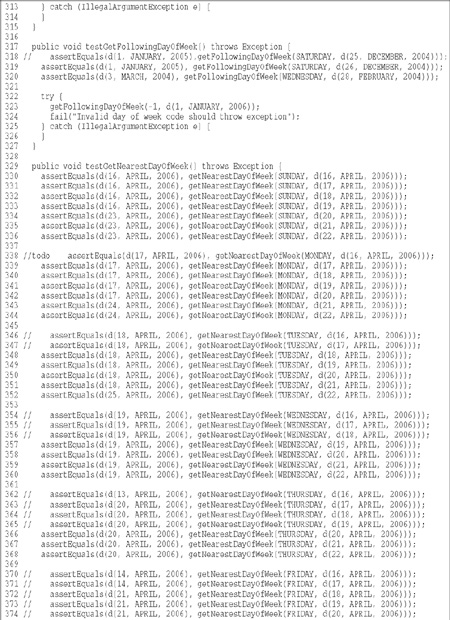 313     } catch (IllegalArgumentException e) {
314     }
315   }
316
317   public void testGetFollowingDayOfWeek() throws Exception {
318 //    assertEquals(d(1, JANUARY, 2005),getFollowingDayOfWeek(SATURDAY, d(25, DECEMBER, 2004)));
319     assertEquals(d(1, JANUARY, 2005), getFollowingDayOfWeek(SATURDAY, d(26, DECEMBER, 2004)));
320     assertEquals(d(3, MARCH, 2004), getFollowingDayOfWeek(WEDNESDAY, d(28, FEBRUARY, 2004)));
321
322     try {
323       getFollowingDayOfWeek(-1, d(1, JANUARY, 2006));
324       fail("Invalid day of week code should throw exception");
325     } catch (IllegalArgumentException e) {
326     }
327   }
328
329   public void testGetNearestDayOfWeek() throws Exception {
330     assertEquals(d(16, APRIL, 2006), getNearestDayOfWeek(SUNDAY, d(16, APRIL, 2006)));
331     assertEquals(d(16, APRIL, 2006), getNearestDayOfWeek(SUNDAY, d(17, APRIL, 2006)));
332     assertEquals(d(16, APRIL, 2006), getNearestDayOfWeek(SUNDAY, d(18, APRIL, 2006)));
333     assertEquals(d(16, APRIL, 2006), getNearestDayOfWeek(SUNDAY, d(19, APRIL, 2006)));
334     assertEquals(d(23, APRIL, 2006), getNearestDayOfWeek(SUNDAY, d(20, APRIL, 2006)));
335     assertEquals(d(23, APRIL, 2006), getNearestDayOfWeek(SUNDAY, d(21, APRIL, 2006)));
336     assertEquals(d(23, APRIL, 2006), getNearestDayOfWeek(SUNDAY, d(22, APRIL, 2006)));
337
338 //todo    assertEquals(d(17, APRIL, 2006), getNearestDayOfWeek(MONDAY, d(16, APRIL, 2006)));
339     assertEquals(d(17, APRIL, 2006), getNearestDayOfWeek(MONDAY, d(17, APRIL, 2006)));
340     assertEquals(d(17, APRIL, 2006), getNearestDayOfWeek(MONDAY, d(18, APRIL, 2006)));
341     assertEquals(d(17, APRIL, 2006), getNearestDayOfWeek(MONDAY, d(19, APRIL, 2006)));
342     assertEquals(d(17, APRIL, 2006), getNearestDayOfWeek(MONDAY, d(20, APRIL, 2006)));
343     assertEquals(d(24, APRIL, 2006), getNearestDayOfWeek(MONDAY, d(21, APRIL, 2006)));
344     assertEquals(d(24, APRIL, 2006), getNearestDayOfWeek(MONDAY, d(22, APRIL, 2006)));
345
346 //    assertEquals(d(18, APRIL, 2006), getNearestDayOfWeek(TUESDAY, d(16, APRIL, 2006)));
347 //    assertEquals(d(18, APRIL, 2006), getNearestDayOfWeek(TUESDAY, d(17, APRIL, 2006)));
348     assertEquals(d(18, APRIL, 2006), getNearestDayOfWeek(TUESDAY, d(18, APRIL, 2006)));
349     assertEquals(d(18, APRIL, 2006), getNearestDayOfWeek(TUESDAY, d(19, APRIL, 2006)));
350     assertEquals(d(18, APRIL, 2006), getNearestDayOfWeek(TUESDAY, d(20, APRIL, 2006)));
351     assertEquals(d(18, APRIL, 2006), getNearestDayOfWeek(TUESDAY, d(21, APRIL, 2006)));
352     assertEquals(d(25, APRIL, 2006), getNearestDayOfWeek(TUESDAY, d(22, APRIL, 2006)));
353
354 //    assertEquals(d(19, APRIL, 2006), getNearestDayOfWeek(WEDNESDAY, d(16, APRIL, 2006)));
355 //    assertEquals(d(19, APRIL, 2006), getNearestDayOfWeek(WEDNESDAY, d(17, APRIL, 2006)));
356 //    assertEquals(d(19, APRIL, 2006), getNearestDayOfWeek(WEDNESDAY, d(18, APRIL, 2006)));
357     assertEquals(d(19, APRIL, 2006), getNearestDayOfWeek(WEDNESDAY, d(19, APRIL, 2006)));
358     assertEquals(d(19, APRIL, 2006), getNearestDayOfWeek(WEDNESDAY, d(20, APRIL, 2006)));
359     assertEquals(d(19, APRIL, 2006), getNearestDayOfWeek(WEDNESDAY, d(21, APRIL, 2006)));
360     assertEquals(d(19, APRIL, 2006), getNearestDayOfWeek(WEDNESDAY, d(22, APRIL, 2006)));
361
362 //    assertEquals(d(13, APRIL, 2006), getNearestDayOfWeek(THURSDAY, d(16, APRIL, 2006)));
363 //    assertEquals(d(20, APRIL, 2006), getNearestDayOfWeek(THURSDAY, d(17, APRIL, 2006)));
364 //    assertEquals(d(20, APRIL, 2006), getNearestDayOfWeek(THURSDAY, d(18, APRIL, 2006)));
365 //    assertEquals(d(20, APRIL, 2006), getNearestDayOfWeek(THURSDAY, d(19, APRIL, 2006)));
366     assertEquals(d(20, APRIL, 2006), getNearestDayOfWeek(THURSDAY, d(20, APRIL, 2006)));
367     assertEquals(d(20, APRIL, 2006), getNearestDayOfWeek(THURSDAY, d(21, APRIL, 2006)));
368     assertEquals(d(20, APRIL, 2006), getNearestDayOfWeek(THURSDAY, d(22, APRIL, 2006)));
369
370 //    assertEquals(d(14, APRIL, 2006), getNearestDayOfWeek(FRIDAY, d(16, APRIL, 2006)));
371 //    assertEquals(d(14, APRIL, 2006), getNearestDayOfWeek(FRIDAY, d(17, APRIL, 2006)));
372 //    assertEquals(d(21, APRIL, 2006), getNearestDayOfWeek(FRIDAY, d(18, APRIL, 2006)));
373 //    assertEquals(d(21, APRIL, 2006), getNearestDayOfWeek(FRIDAY, d(19, APRIL, 2006)));
374 //    assertEquals(d(21, APRIL, 2006), getNearestDayOfWeek(FRIDAY, d(20, APRIL, 2006)));